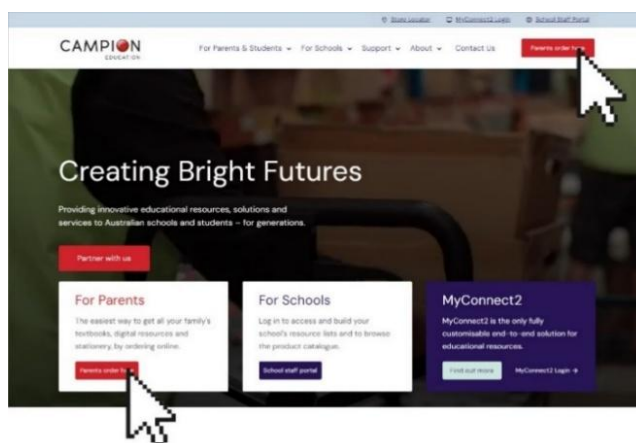 Store Locator MyConnect2 Login School Staff Portal
CAMPION
EDUCATION
For Parents & Students For Schools Support About Contact Us Parents order here
Creating Bright Futures
Providing innovative educational resources, solutions and
services to Australian schools and students – for generations.
Partner with us
For Parents
The easiest way to get all your family's
textbooks, digital resources and
stationery, by ordering online.
Parents order here
For Schools
Log in to access and build your
school's resource lists and to browse
the product catalogue.
School staff portal
MyConnect2
MyConnect2 is the only fully
customisable end-to-end solution for
educational resources.
Find out more MyConnect2 Login →